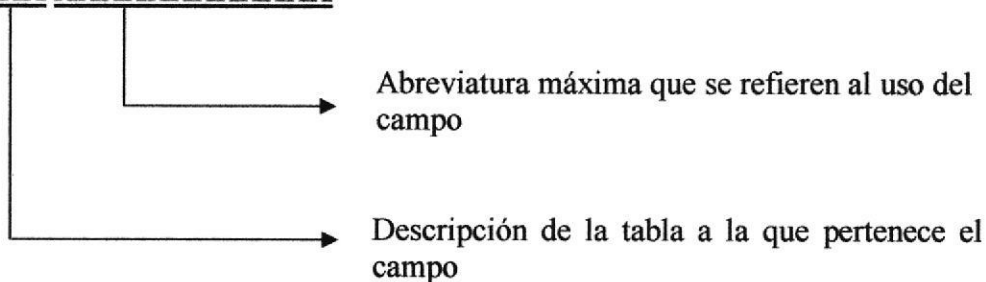 Abreviatura máxima que se refieren al uso del
campo
Descripción de la tabla a la que pertenece el
campo